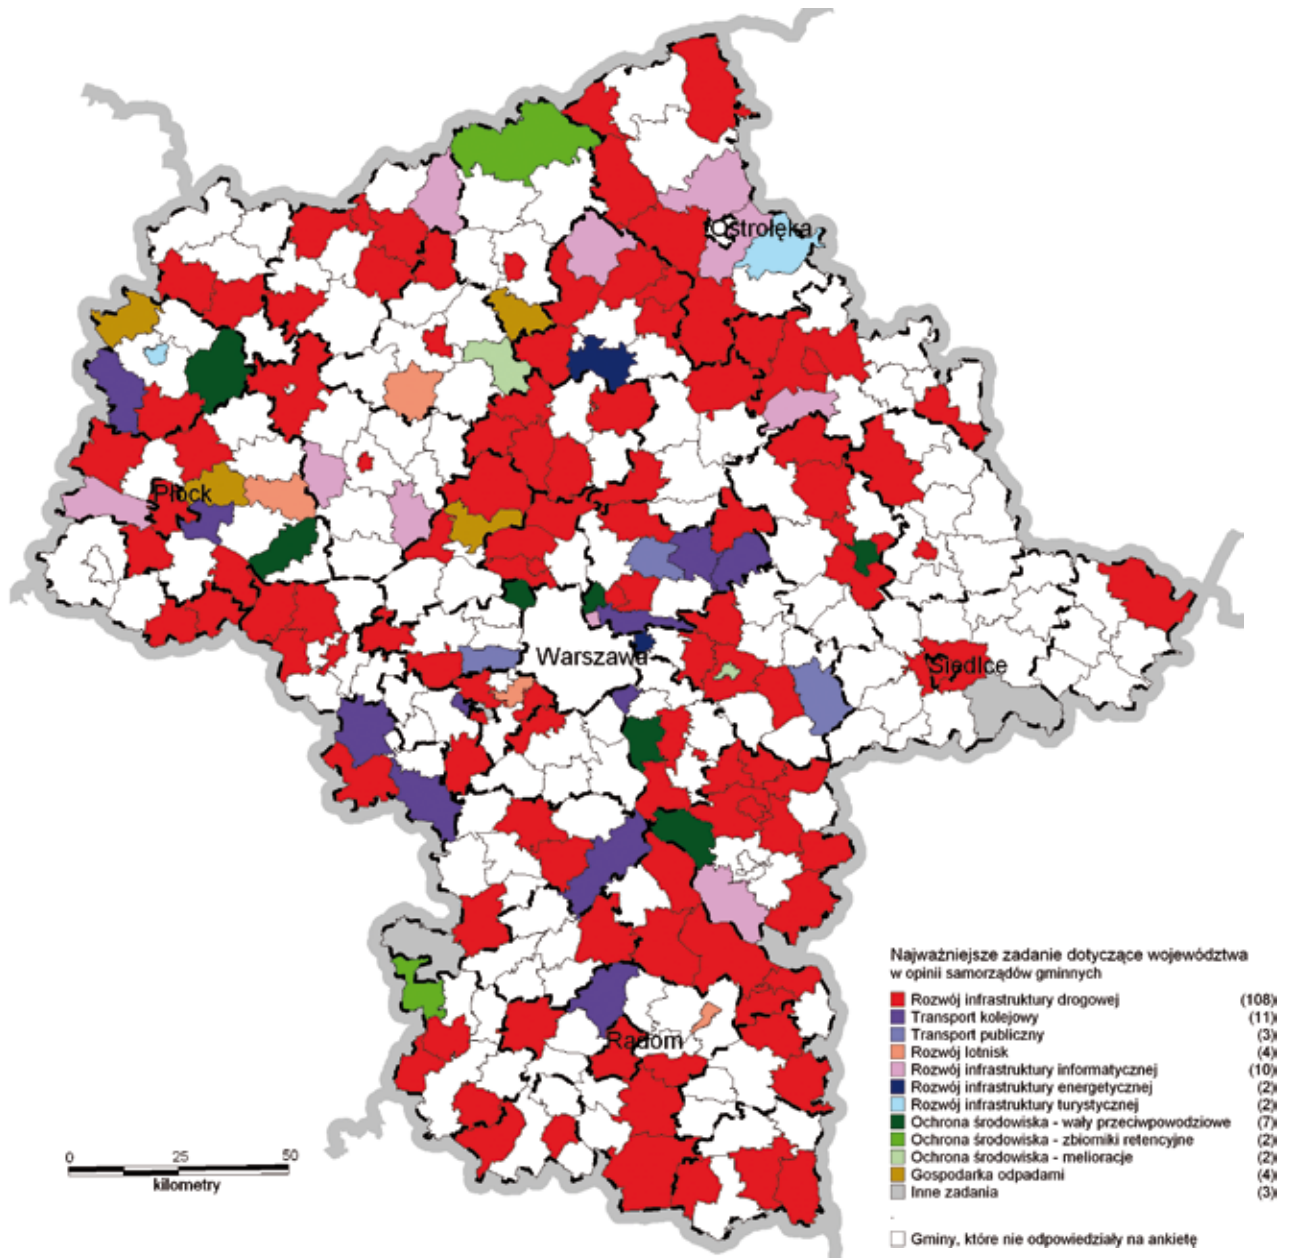 Ostrołęka
Płock
Warszawa
Siedlce
Radom
Najważniejsze zadanie dotyczące województwa
w opinii samorządów gminnych
Rozwój infrastruktury drogowej (108)
Transport kolejowy (11)
Transport publiczny (3)
Rozwój lotnisk (4)
Rozwój infrastruktury informatycznej (10)
Rozwój infrastruktury energetycznej (2)
Rozwój infrastruktury turystycznej (2)
Ochrona środowiska - wały przeciwpowodziowe (7)
Ochrona środowiska - zbiorniki retencyjne (2)
Ochrona środowiska - melioracje (2)
Gospodarka odpadami (4)
Inne zadania (3)
Gminy, które nie odpowiedziały na ankietę
0 25 50
kilometry